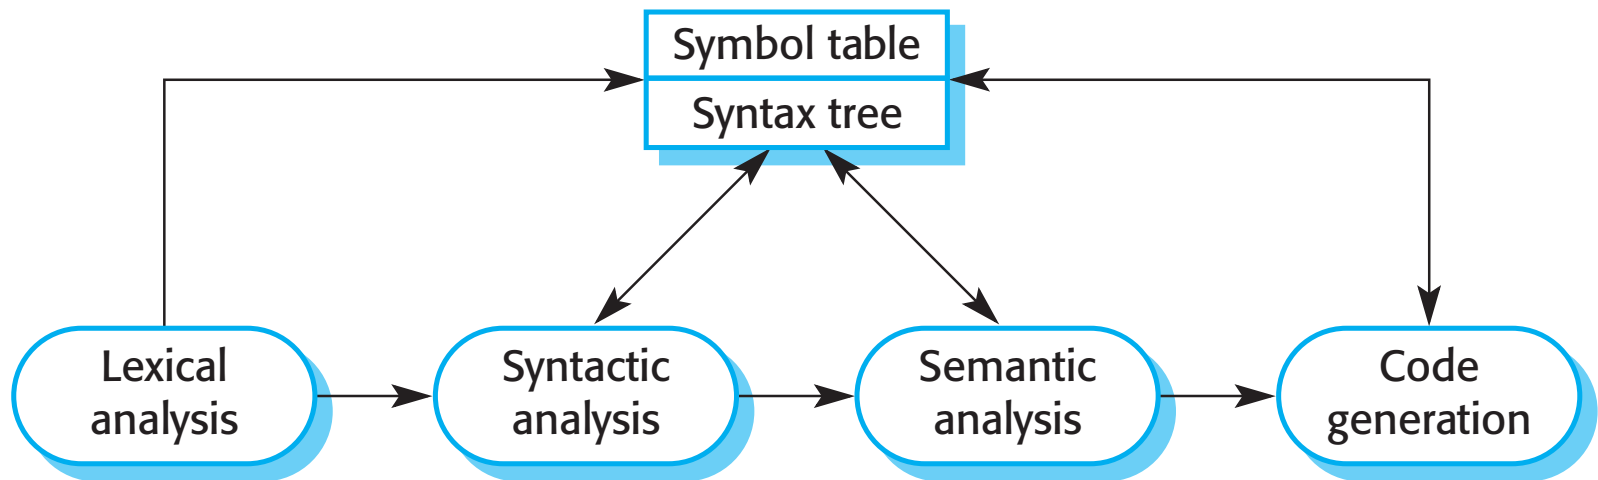 Symbol table
Syntax tree
Lexical
analysis
Syntactic
analysis
Semantic
analysis
Code
generation